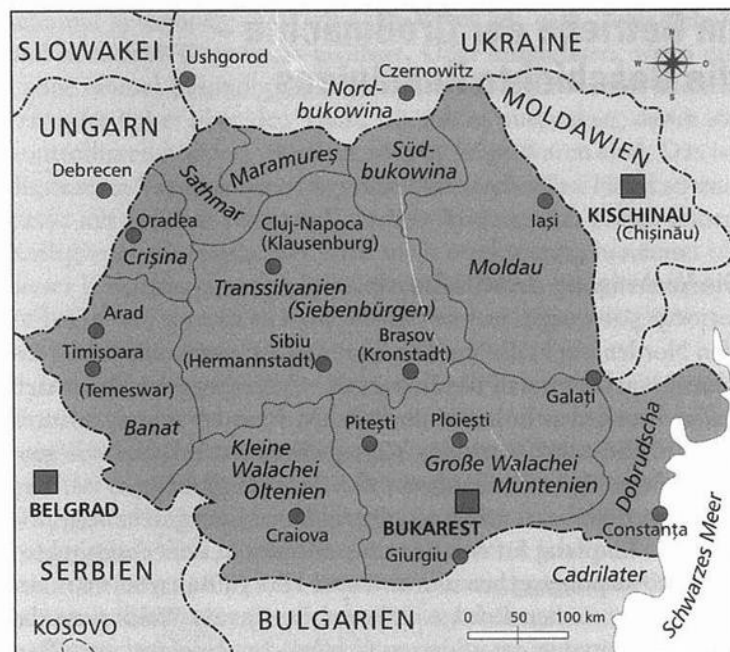 SLOWAKEI
Ushgorod
UKRAINE
Czernowitz
Nord-
bukowina
W
O
S
MOLDAWIEN
UNGARN
Debrecen
Sathmar
Maramureş
Süd-
bukowina
Iaşi
KISCHINAU
(Chişinău)
Oradea
Crişina
Cluj-Napoca
(Klausenburg)
Moldau
Transsilvanien
(Siebenbürgen)
Arad
Timişoara
(Temeswar)
Sibiu
(Hermannstadt)
Braşov
(Kronstadt)
Galaţi
Banat
Kleine
Walachei
Oltenien
Piteşti
Ploieşti
Große Walachei
Muntenien
Dobrudscha
BELGRAD
Craiova
BUKAREST
Constanţa
Giurgiu
Cadrilater
Schwarzes Meer
SERBIEN
KOSOVO
BULGARIEN
0
50
100 km